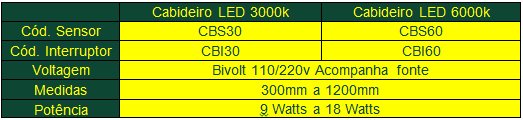 Cabideiro LED 3000k Cabideiro LED 6000k
Cód. Sensor CBS30 CBS60
Cód. Interruptor CBI30 CBI60
Voltagem Bivolt 110/220v Acompanha fonte
Medidas 300mm a 1200mm
Potência 9 Watts a 18 Watts